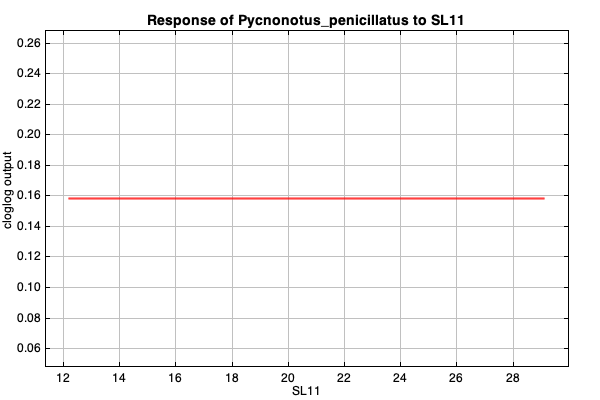 Response of Pycnonotus_penicillatus to SL11
0.26
0.24
0.22
0.20
0.18
0.16
0.14
0.12
0.10
0.08
0.06
cloglog output
12 14 16 18 20 22 24 26 28
SL11